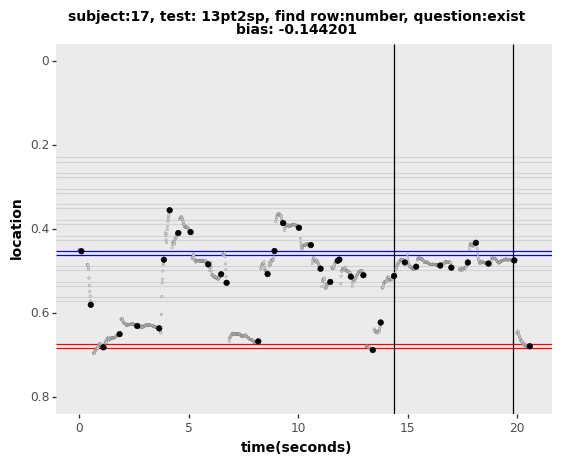 subject:17, test: 13pt2sp, find row:number, question:exist
bias: -0.144201
0
0.2
0.4
0.6
0.8
location
0
5
10
15
20
time(seconds)